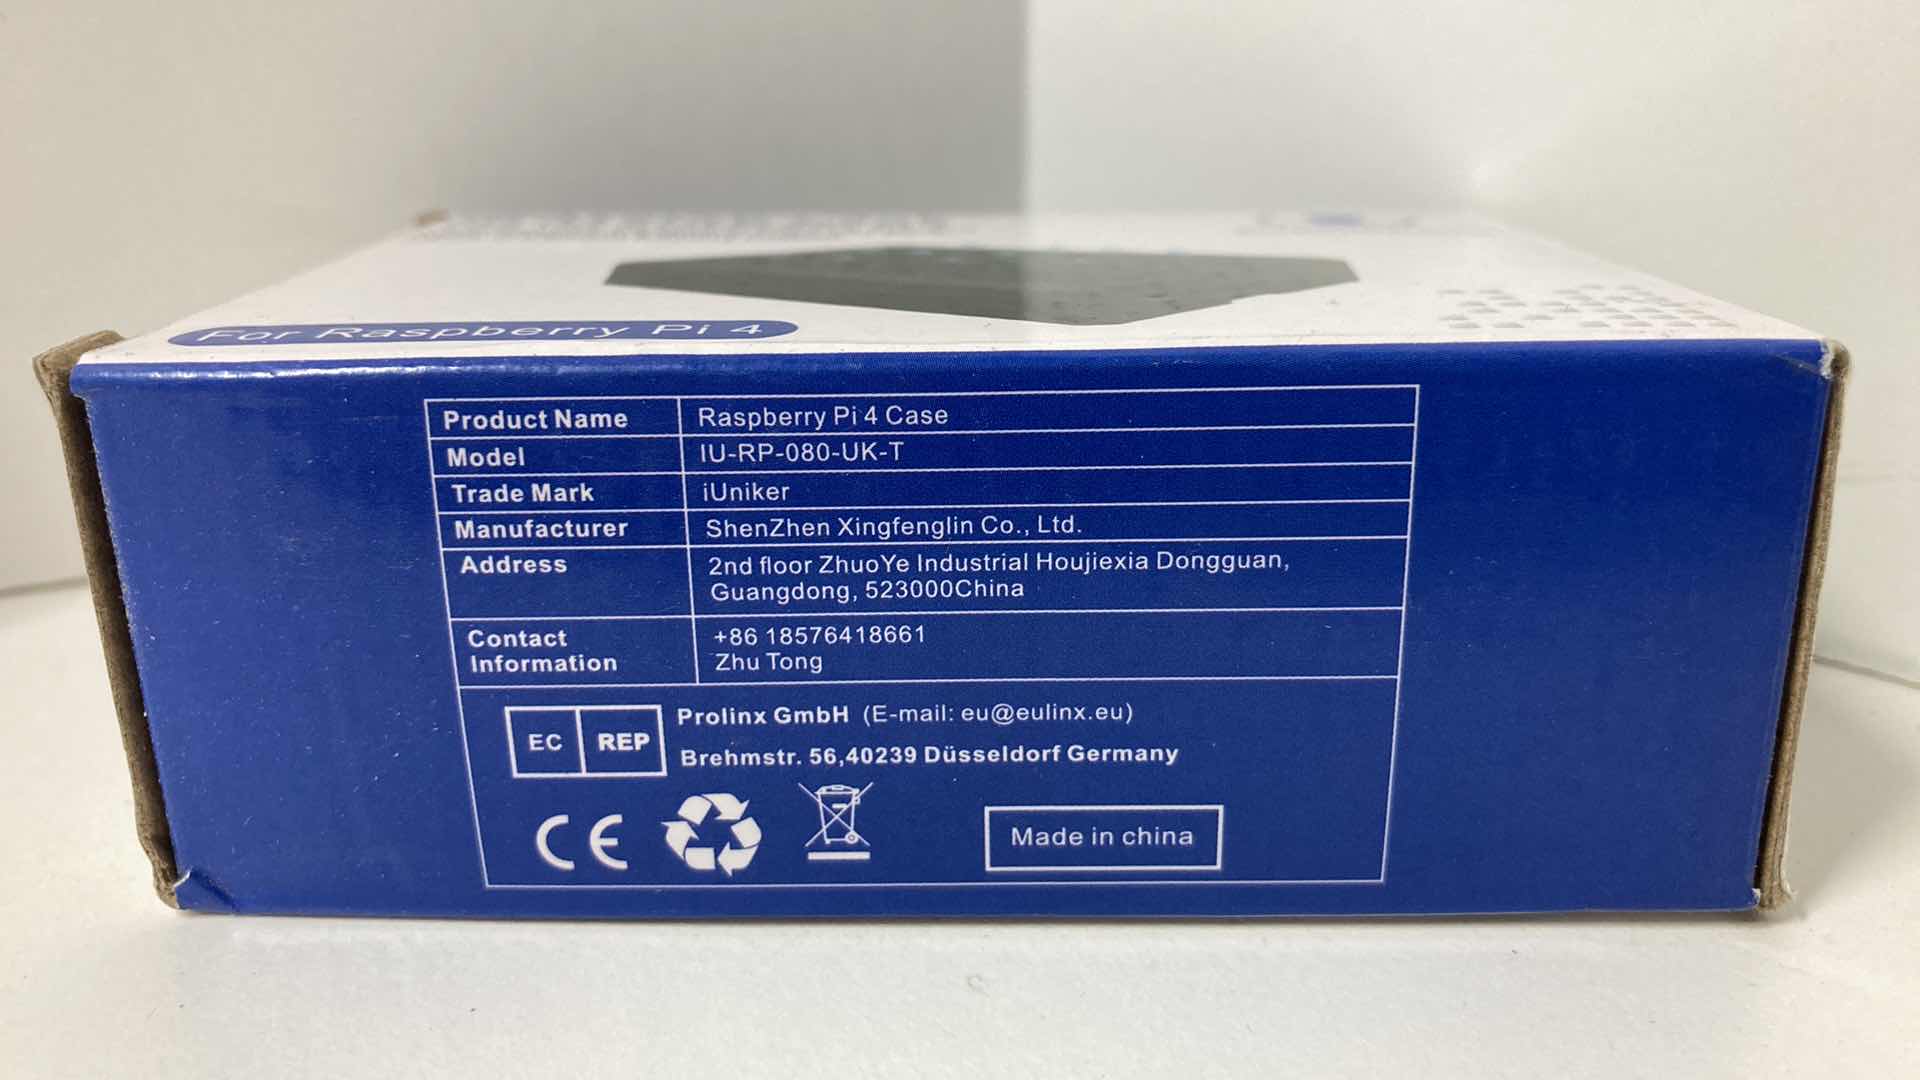 For Raspberry Pi 4
Product Name Raspberry Pi 4 Case
Model IU-RP-080-UK-T
Trade Mark iUniker
Manufacturer ShenZhen Xingfenglin Co., Ltd.
Address 2nd floor ZhuoYe Industrial Houjiexia Dongguan,
Guangdong, 523000China
Contact
Information
+86 18576418661
Zhu Tong
EC REP
Prolinx GmbH (E-mail: eu@eulinx.eu)
Brehmstr. 56,40239 Düsseldorf Germany
CE
Made in china